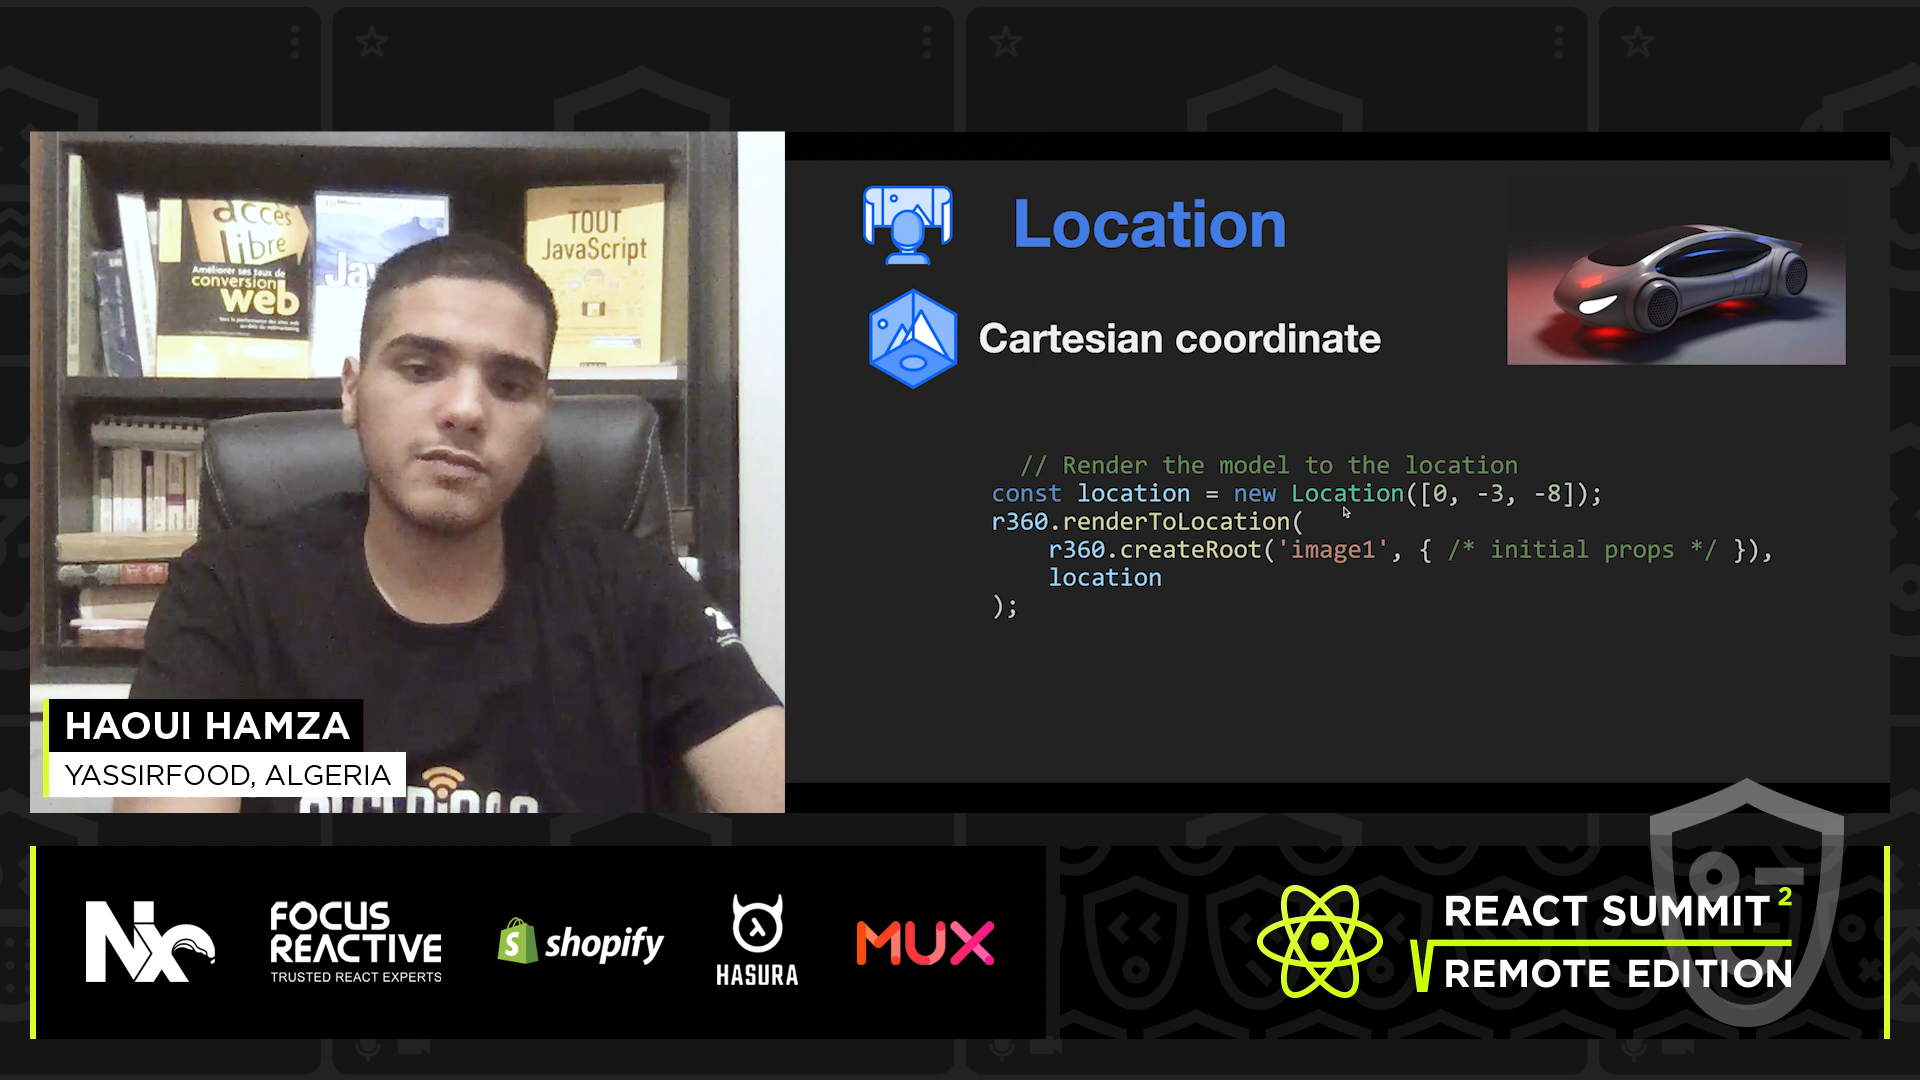 accès
libre
Améliorer ses taux de
conversion
web
Jav
TOUT
JavaScript
HAOUI HAMZA
YASSIRFOOD, ALGERIA
Location
Cartesian coordinate
// Render the model to the location
const location = new Location([0, -3, -8]);
r360.renderToLocation(
r360.createRoot('image1', { /* initial props */ }),
location
);
Nx
FOCUS
REACTIVE
TRUSTED REACT EXPERTS
shopify
HASURA
MUX
REACT SUMMIT 2
REMOTE EDITION